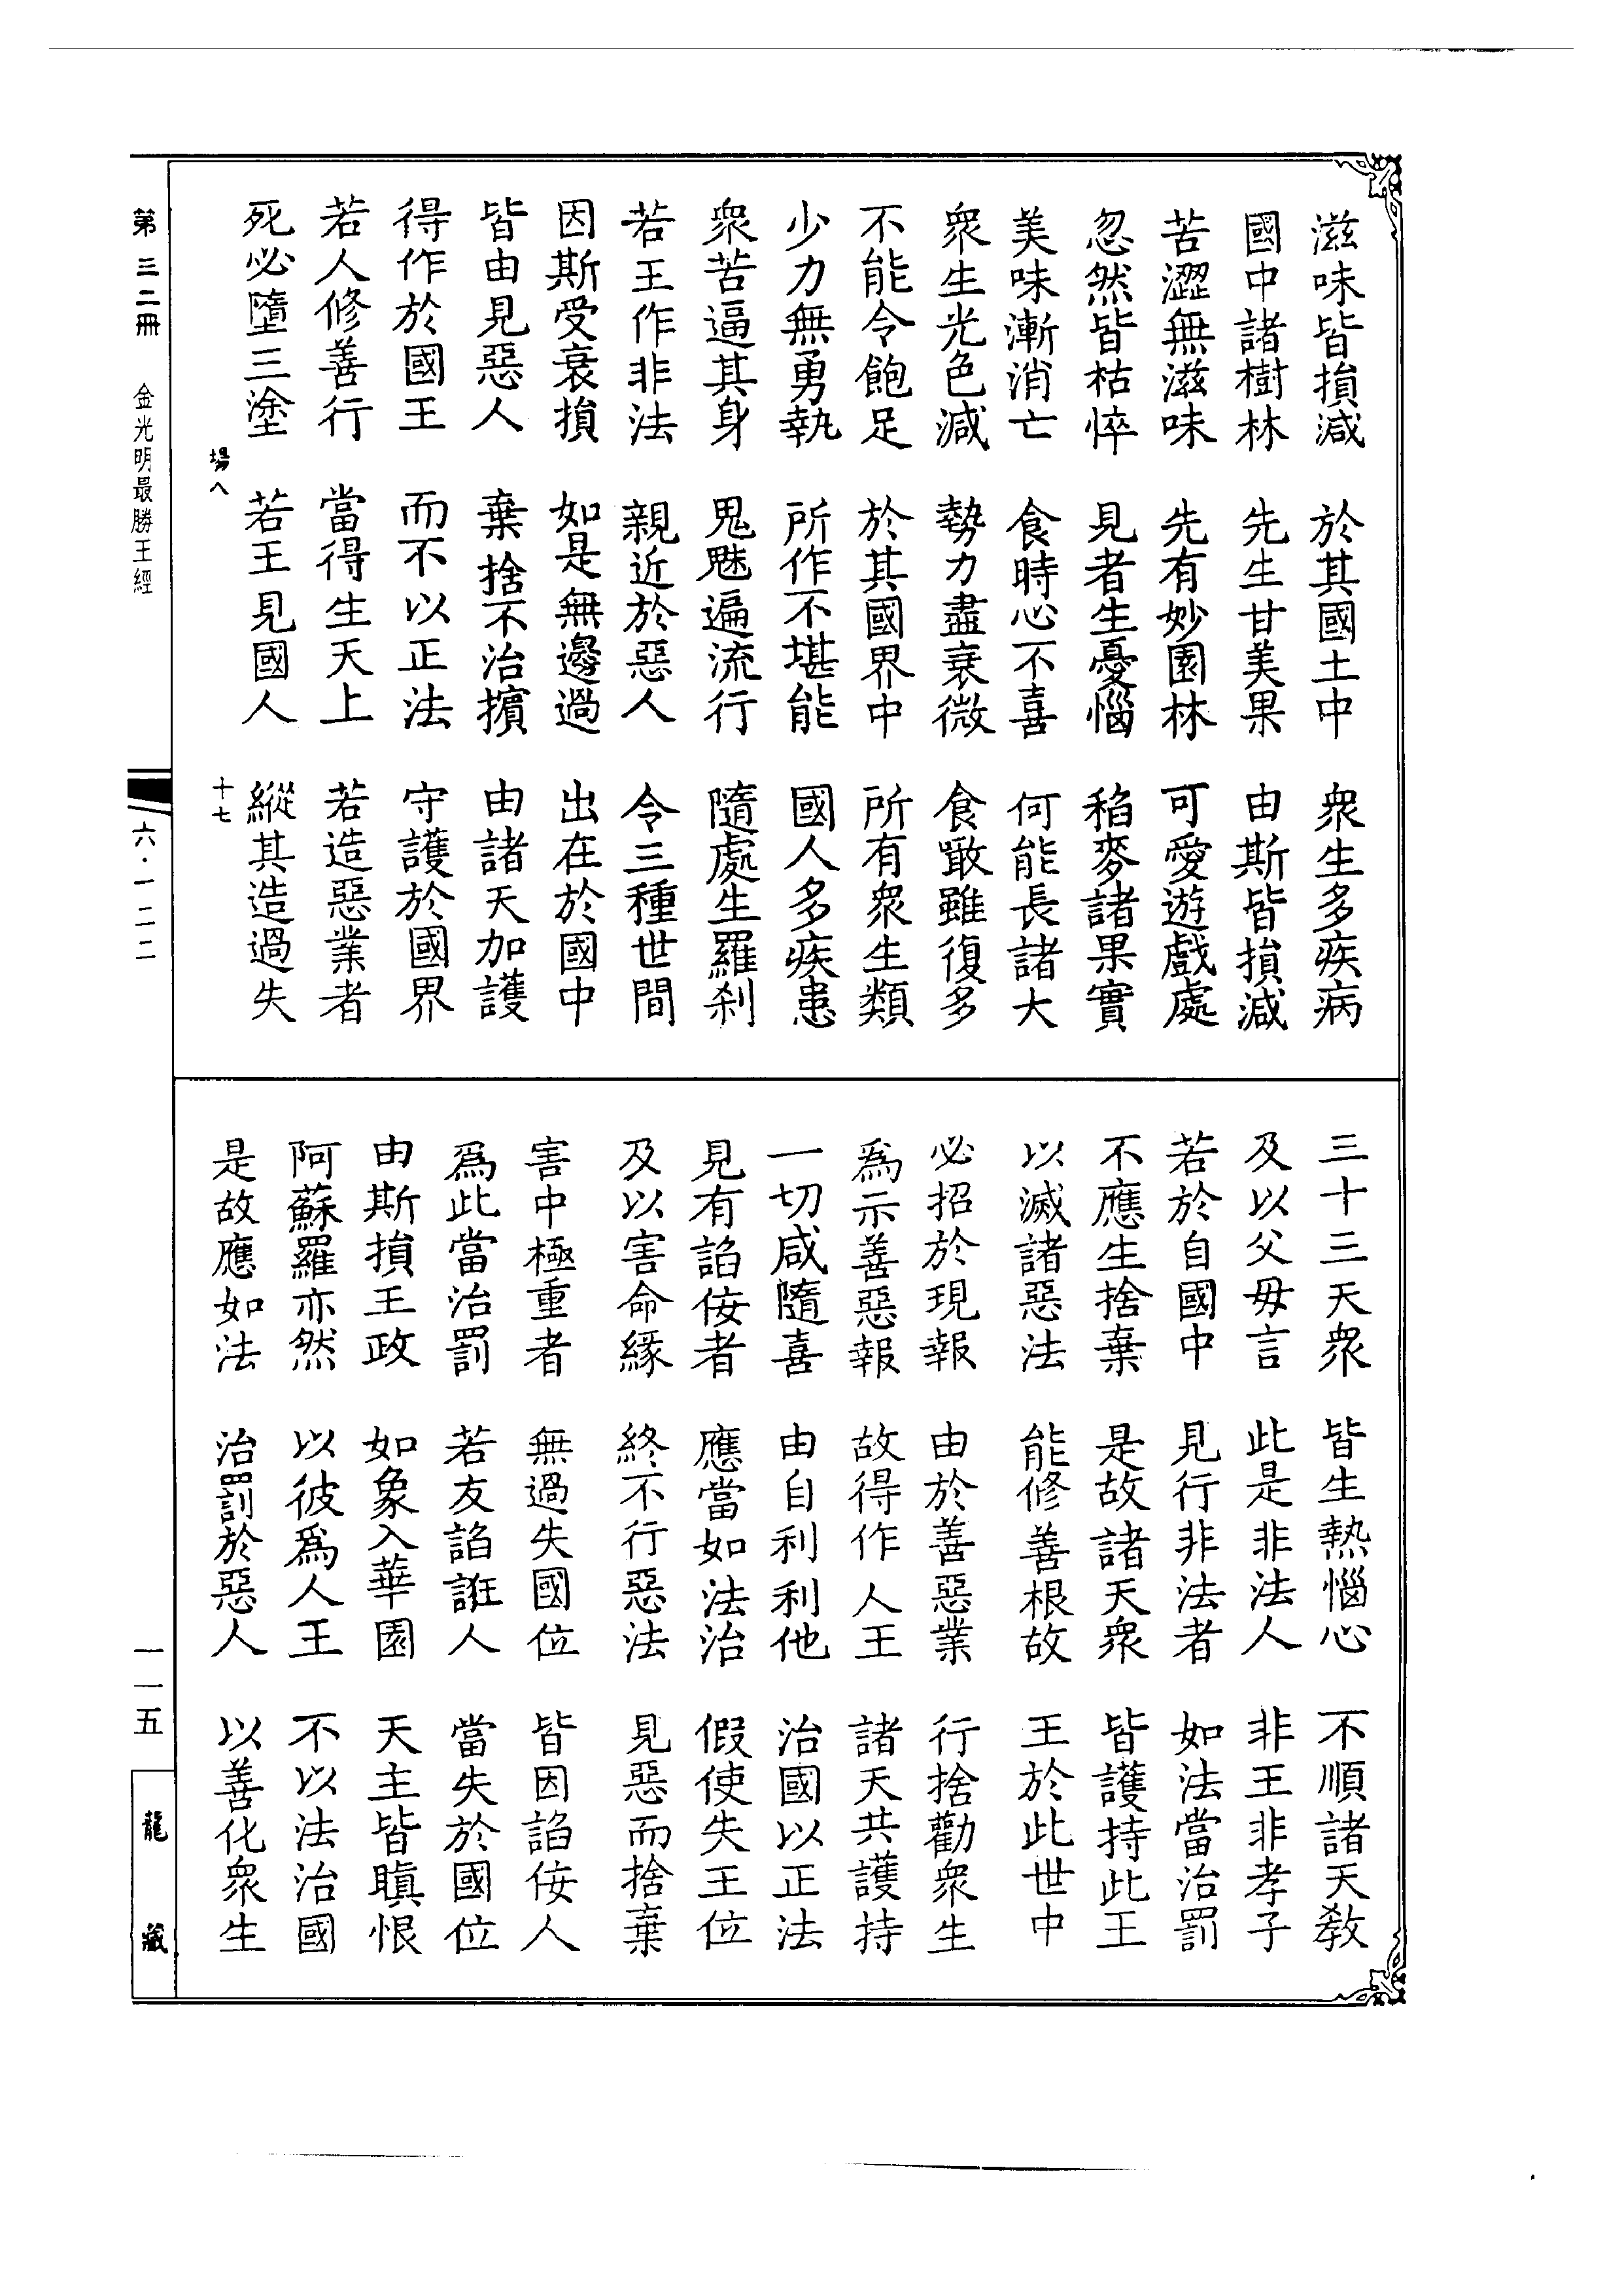 滋味皆損減　於其國土中　衆生多疾病
國中諸樹林　先生甘美果　由斯皆損減
苦澀無滋味　先有妙園林　可愛遊戲處
忽然皆枯悴　見者生憂惱　稻麥諸果實
美味漸消亡　食時心不喜　何能長諸大
衆生光色減　勢力盡衰微　食噉雖復多
不能令飽足　於其國界中　所有衆生類
少力無勇執　所作不堪能　國人多疾患
衆苦逼其身　鬼魅遍流行　隨處生羅刹
若王作非法　親近於惡人　令三種世間
因斯受衰損　如是無邊過　出在於國中
皆由見惡人　棄捨不治擯　由諸天加護
得作於國王　而不以正法　守護於國界
若人修善行　當得生天上　若造惡業者
死必墮三塗　若王見國人　縱其造過失
場八　十七
三十三天衆　皆生熱惱心　不順諸天教
及以父毋言　此是非法人　非王非孝子
若於自國中　見行非法者　如法當治罰
不應生捨棄　是故諸天衆　皆護持此王
以滅諸惡法　能修善根故　王於此世中
必招於現報　由於善惡業　行捨勸衆生
爲示善惡報　故得作人王　諸天共護持
一切咸隨喜　由自利利他　治國以正法
見有諂佞者　應當如法治　假使失王位
及以害命緣　終不行惡法　見惡而捨棄
害中極重者　無過失國位　皆因諂佞人
爲此當治罰　若友諂誑人　當失於國位
由斯損王政　如象入華園　天主皆瞋恨
阿蘇羅亦然　以彼爲人王　不以法治國
是故應如法　治罰於惡人　以善化衆生
第三二冊　金光明最勝王經　六·一二二　一一五　龍藏